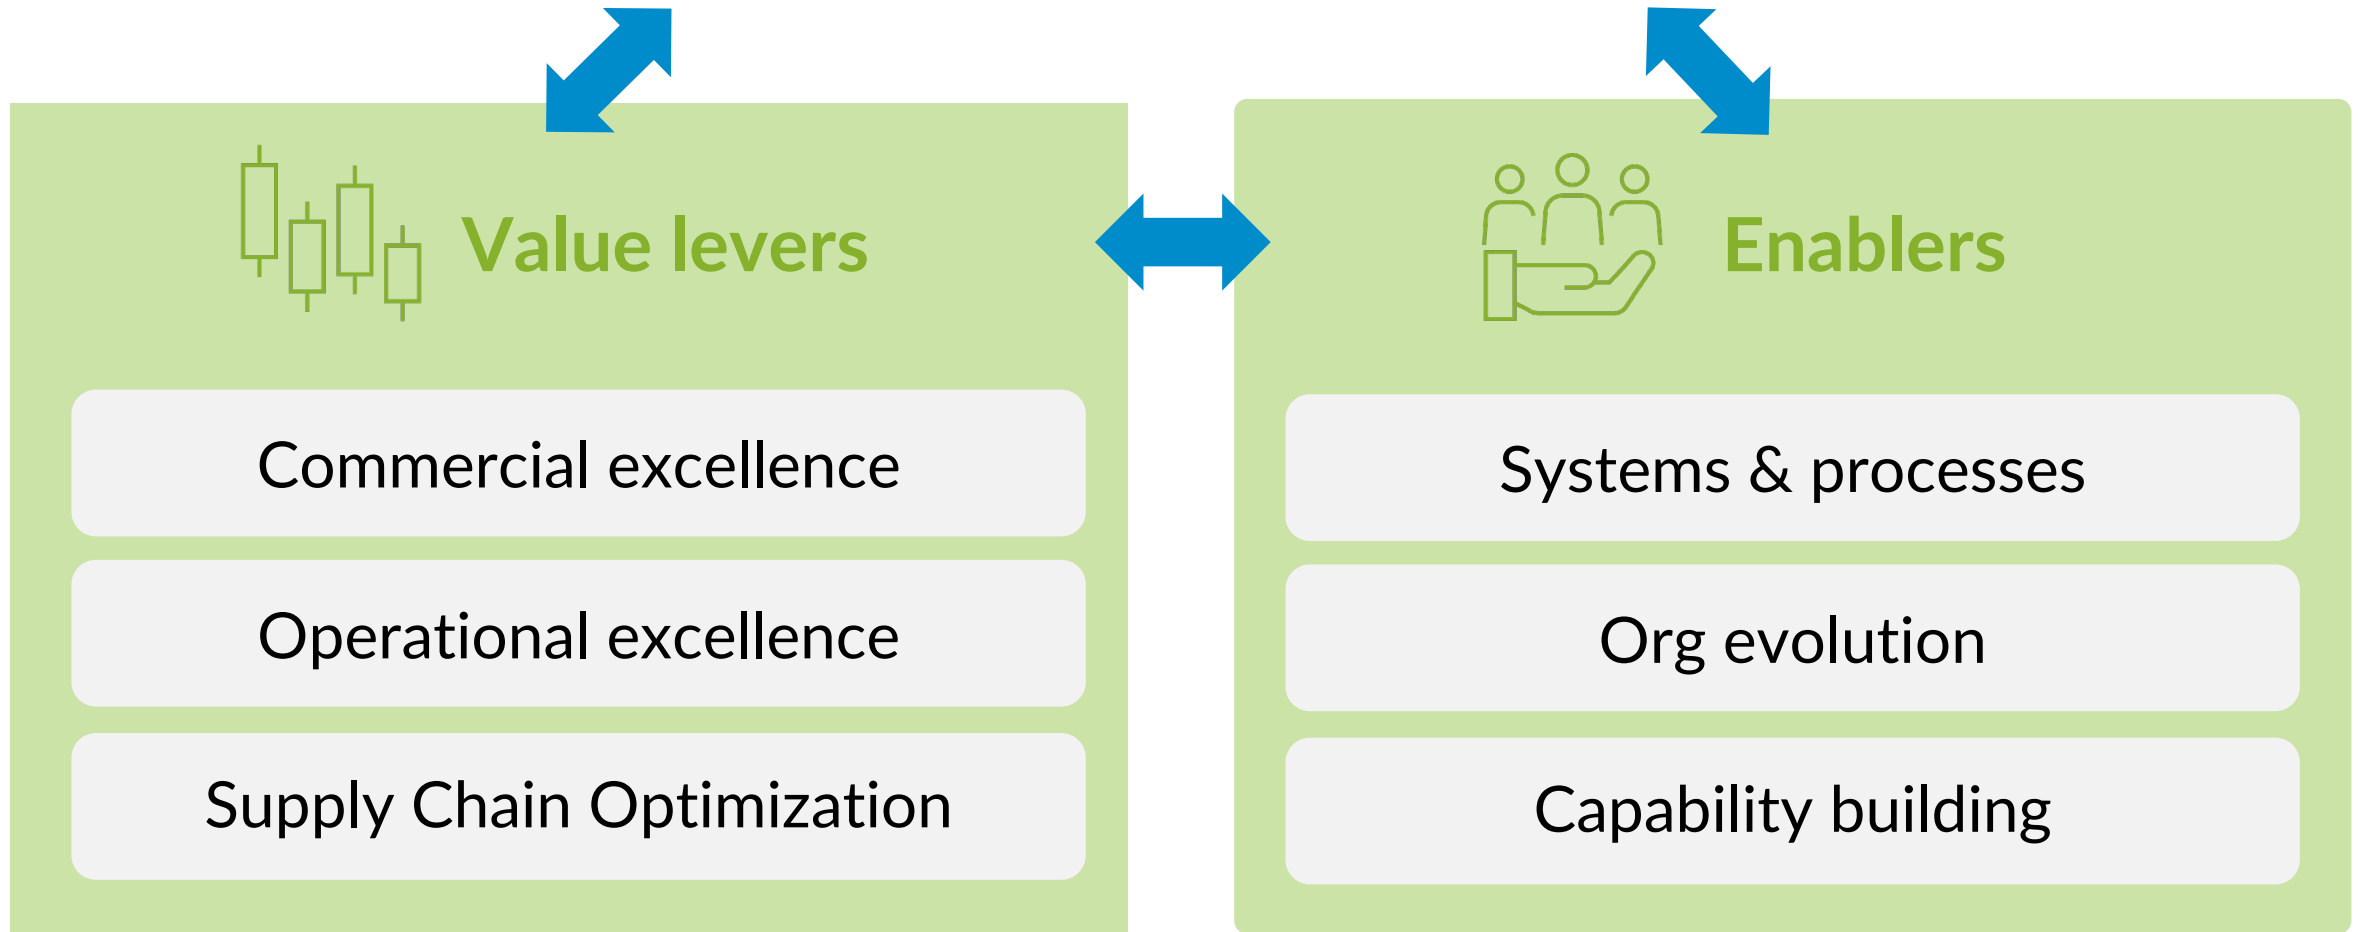 Value levers
Commercial excellence
Operational excellence
Supply Chain Optimization
Enablers
Systems & processes
Org evolution
Capability building